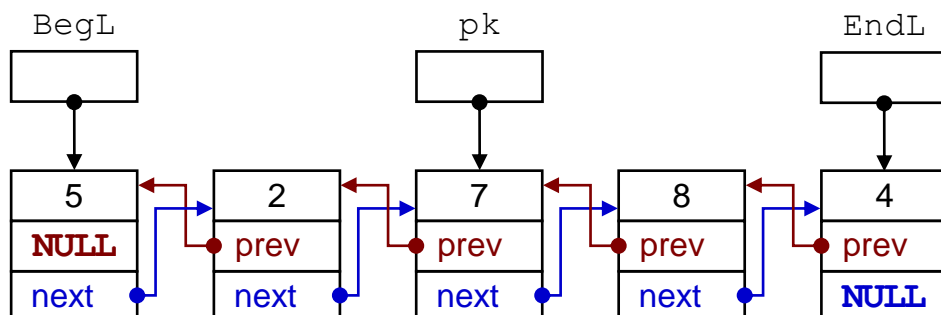 BegL pk EndL
5 2 7 8 4
NULL prev prev prev prev
next next next next NULL